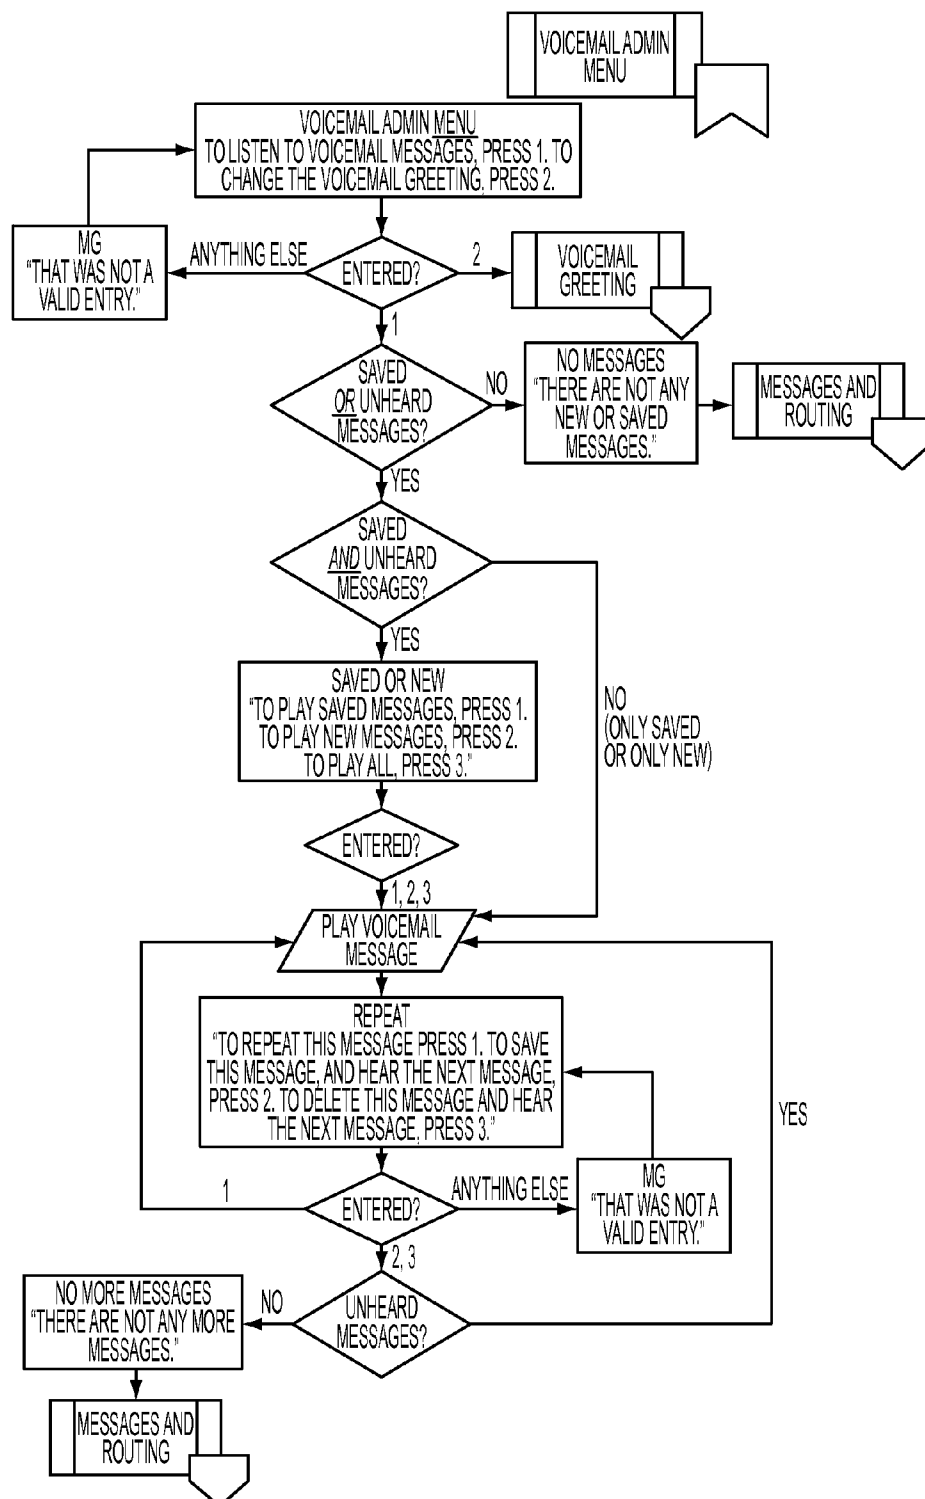 VOICEMAIL ADMIN
MENU
VOICEMAIL ADMIN MENU
TO LISTEN TO VOICEMAIL MESSAGES, PRESS 1. TO
CHANGE THE VOICEMAIL GREETING, PRESS 2.
MG
"THAT WAS NOT A
VALID ENTRY."
ANYTHING ELSE
ENTERED?
2
VOICEMAIL
GREETING
1
SAVED
OR UNHEARD
MESSAGES?
NO
NO MESSAGES
"THERE ARE NOT ANY
NEW OR SAVED
MESSAGES."
MESSAGES AND
ROUTING
YES
SAVED
AND UNHEARD
MESSAGES?
YES
NO
(ONLY SAVED
OR ONLY NEW)
SAVED OR NEW
"TO PLAY SAVED MESSAGES, PRESS 1.
TO PLAY NEW MESSAGES, PRESS 2.
TO PLAY ALL, PRESS 3."
ENTERED?
1, 2, 3
PLAY VOICEMAIL
MESSAGE
REPEAT
"TO REPEAT THIS MESSAGE PRESS 1. TO SAVE
THIS MESSAGE, AND HEAR THE NEXT MESSAGE,
PRESS 2. TO DELETE THIS MESSAGE AND HEAR
THE NEXT MESSAGE, PRESS 3."
YES
1
ENTERED?
ANYTHING ELSE
MG
"THAT WAS NOT A
VALID ENTRY."
2, 3
UNHEARD
MESSAGES?
NO
NO MORE MESSAGES
"THERE ARE NOT ANY MORE
MESSAGES."
MESSAGES AND
ROUTING